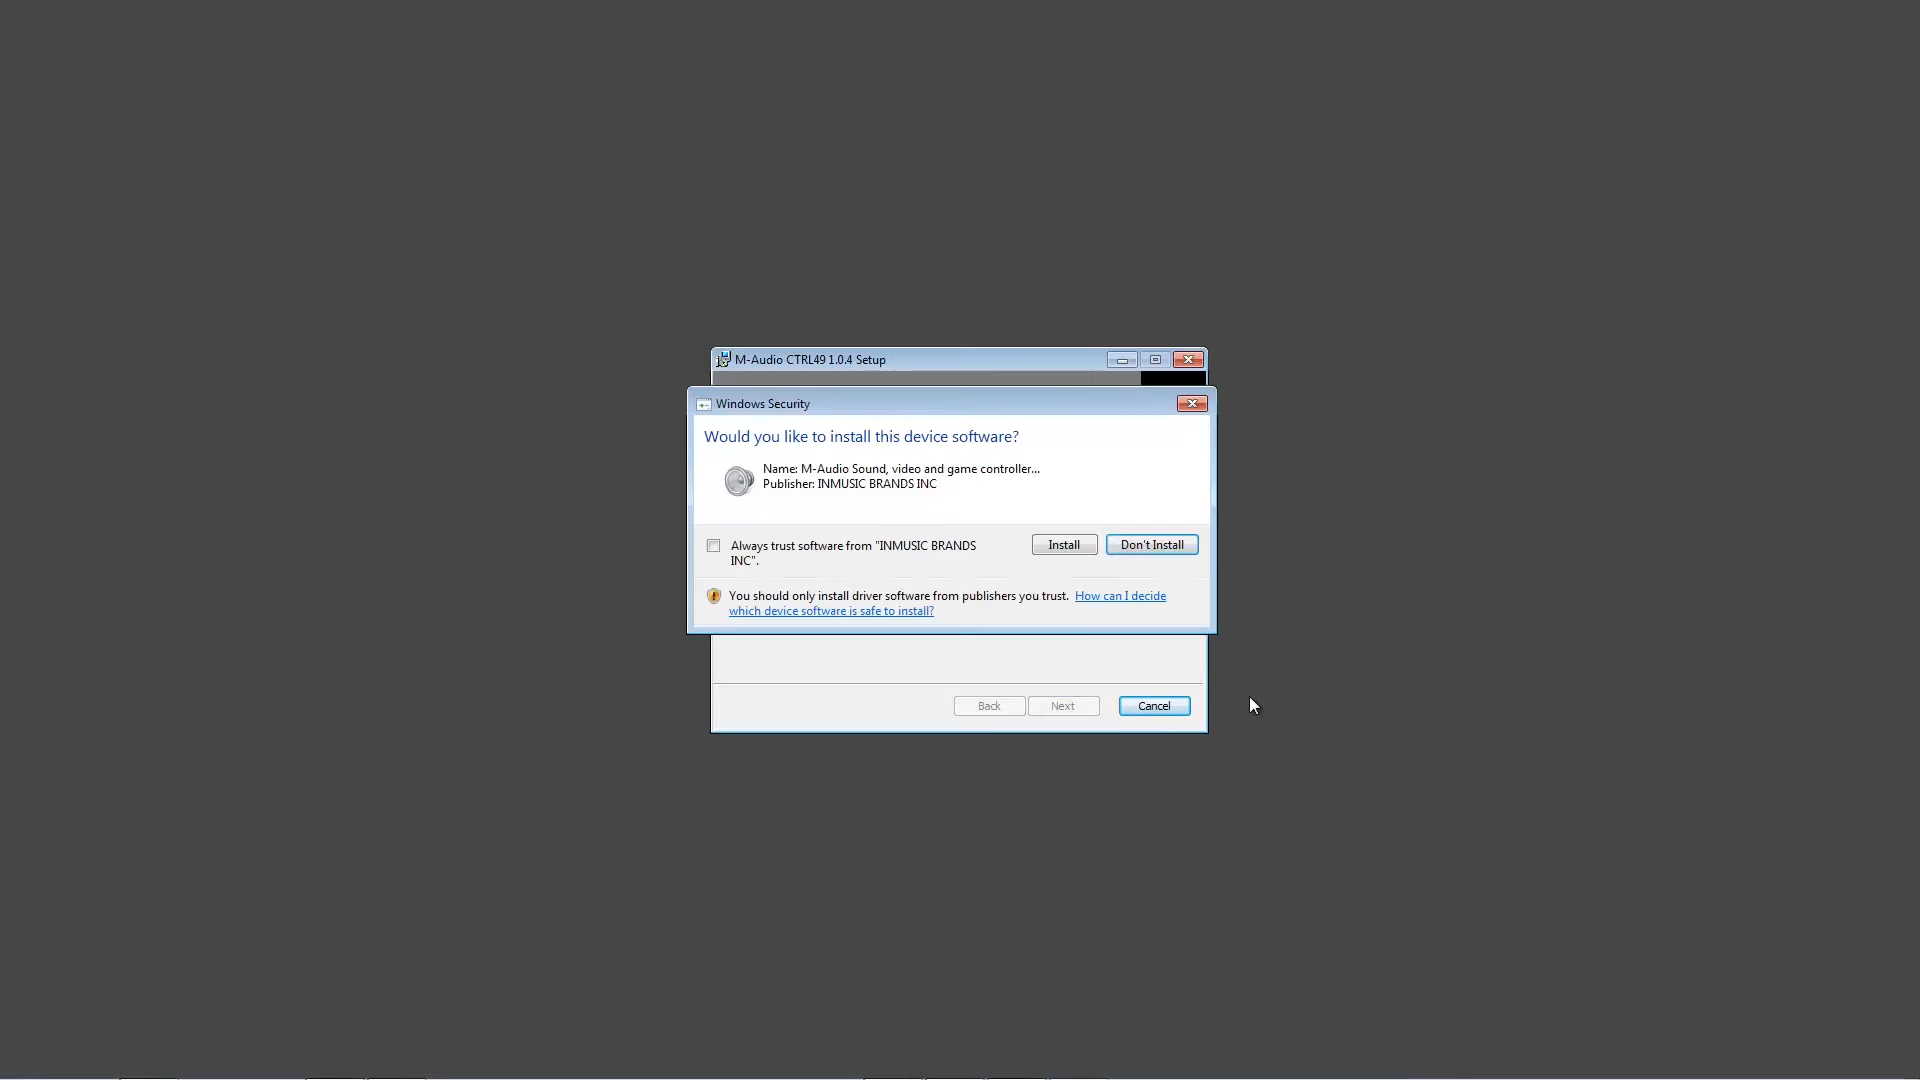 M-Audio CTRL49 1.0.4 Setup
Windows Security
Would you like to install this device software?
Name: M-Audio Sound, video and game controller...
Publisher: INMUSIC BRANDS INC
Always trust software from "INMUSIC BRANDS
INC".
Install
Don't Install
You should only install driver software from publishers you trust. How can I decide
which device software is safe to install?
Back
Next
Cancel